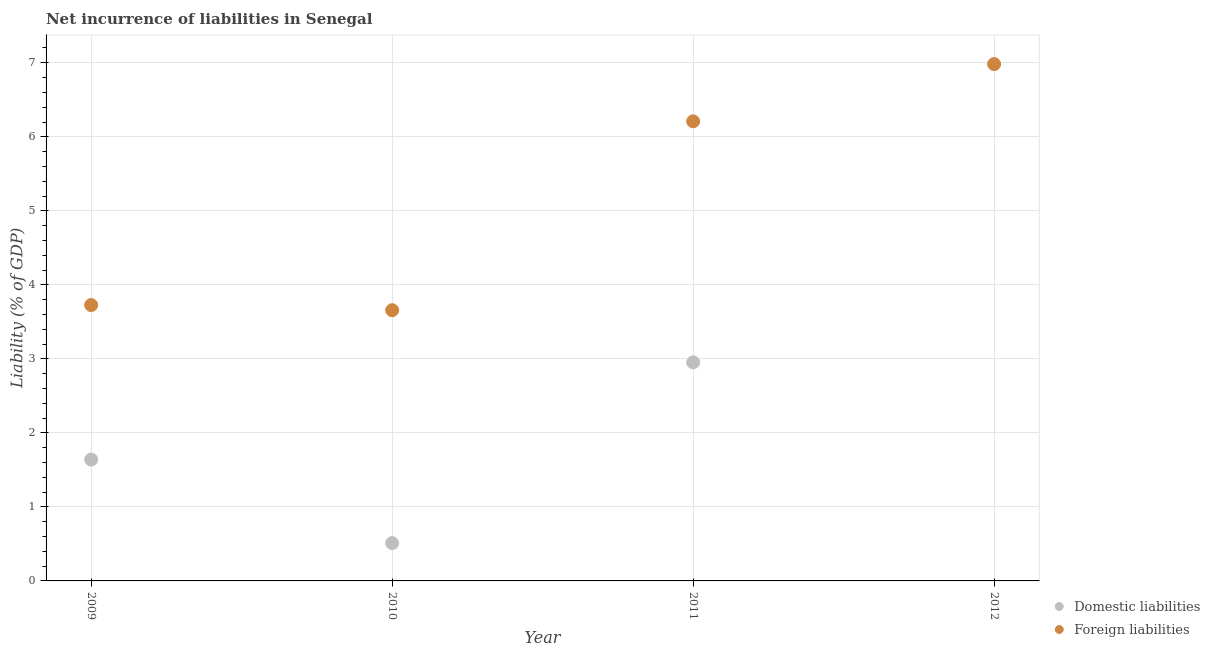 Net incurrence of liabilities in Senegal
Liability (% of GDP)
7
6
5
4
3
2
1
0
2009
2010
2011
2012
Year
Domestic liabilities
Foreign liabilities